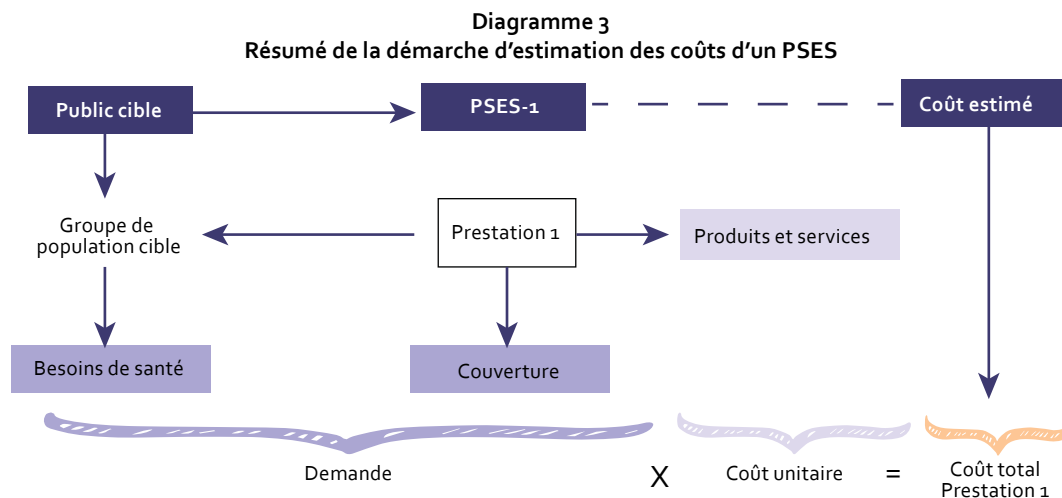 Diagramme 3
Résumé de la démarche d'estimation des coûts d'un PSES
Public cible
PSES-1
Coût estimé
Groupe de
population cible
Prestation 1
Produits et services
Besoins de santé
Couverture
Demande
X
Coût unitaire
=
Coût total
Prestation 1